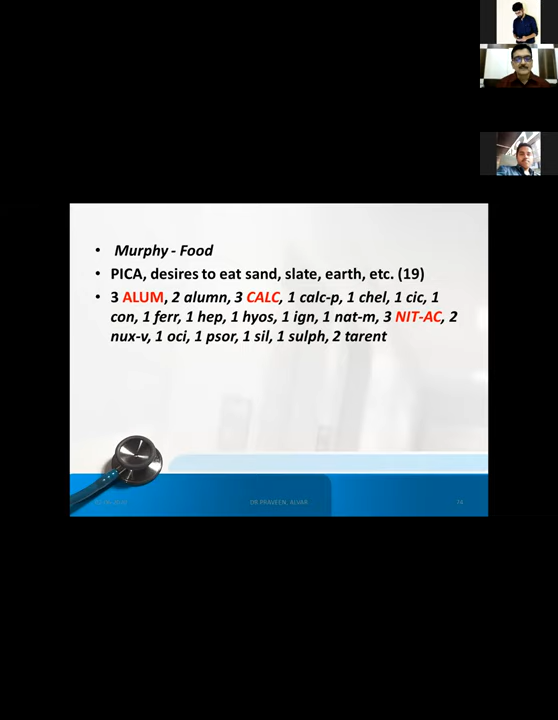 • Murphy - Food
• PICA, desires to eat sand, slate, earth, etc. (19)
• 3 ALUM, 2 alumn, 3 CALC, 1 calc-p, 1 chel, 1 cic, 1
con, 1 ferr, 1 hep, 1 hyos, 1 ign, 1 nat-m, 3 NIT-AC, 2
nux-v, 1 oci, 1 psor, 1 sil, 1 sulph, 2 tarent
DR PRAVEEN, ALVAR
74